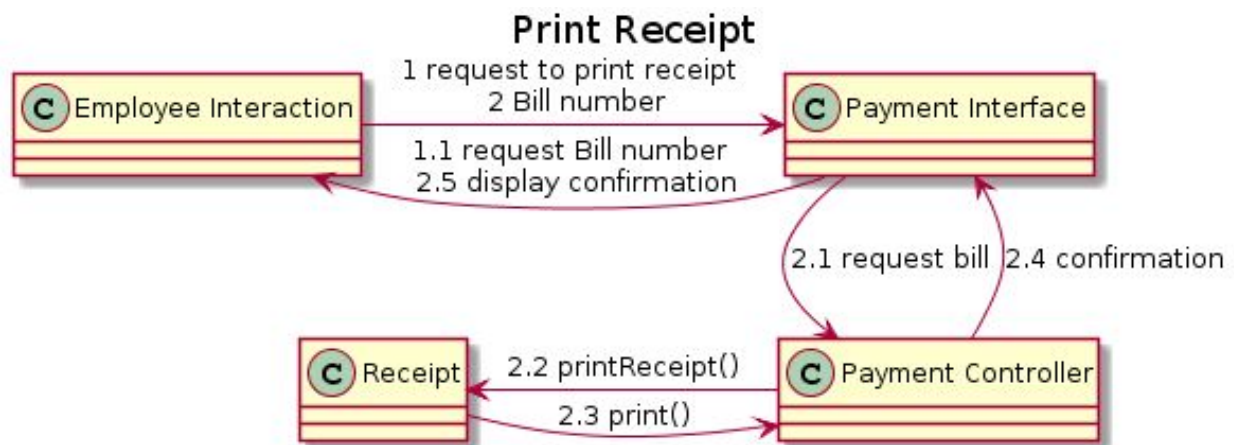 Print Receipt
1 request to print receipt
2 Bill number
C Employee Interaction
C Payment Interface
1.1 request Bill number
2.5 display confirmation
2.1 request bill
2.4 confirmation
C Receipt
2.2 printReceipt()
C Payment Controller
2.3 print()